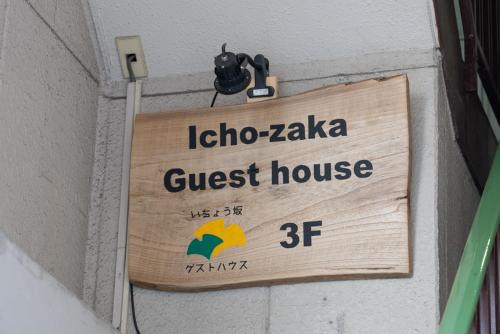 Icho-zaka
Guest house
いちょう坂
3F
ゲストハウス